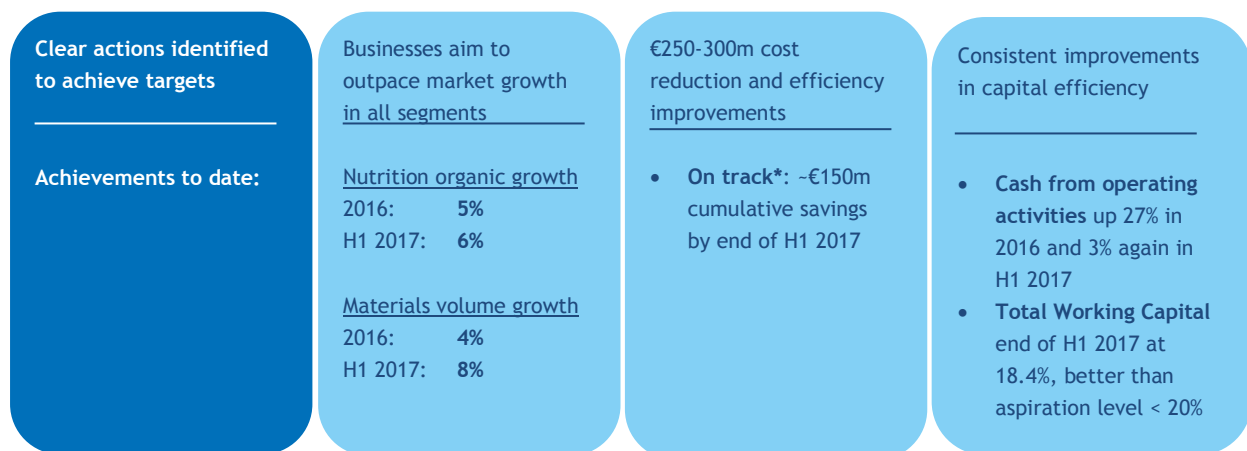 Clear actions identified
to achieve targets
Achievements to date:
Businesses aim to
outpace market growth
in all segments
Nutrition organic growth
2016: 5%
H1 2017: 6%
Materials volume growth
2016: 4%
H1 2017: 8%
€250-300m cost
reduction and efficiency
improvements
• On track*: ~€150m
cumulative savings
by end of H1 2017
Consistent improvements
in capital efficiency
• Cash from operating
activities up 27% in
2016 and 3% again in
H1 2017
• Total Working Capital
end of H1 2017 at
18.4%, better than
aspiration level < 20%